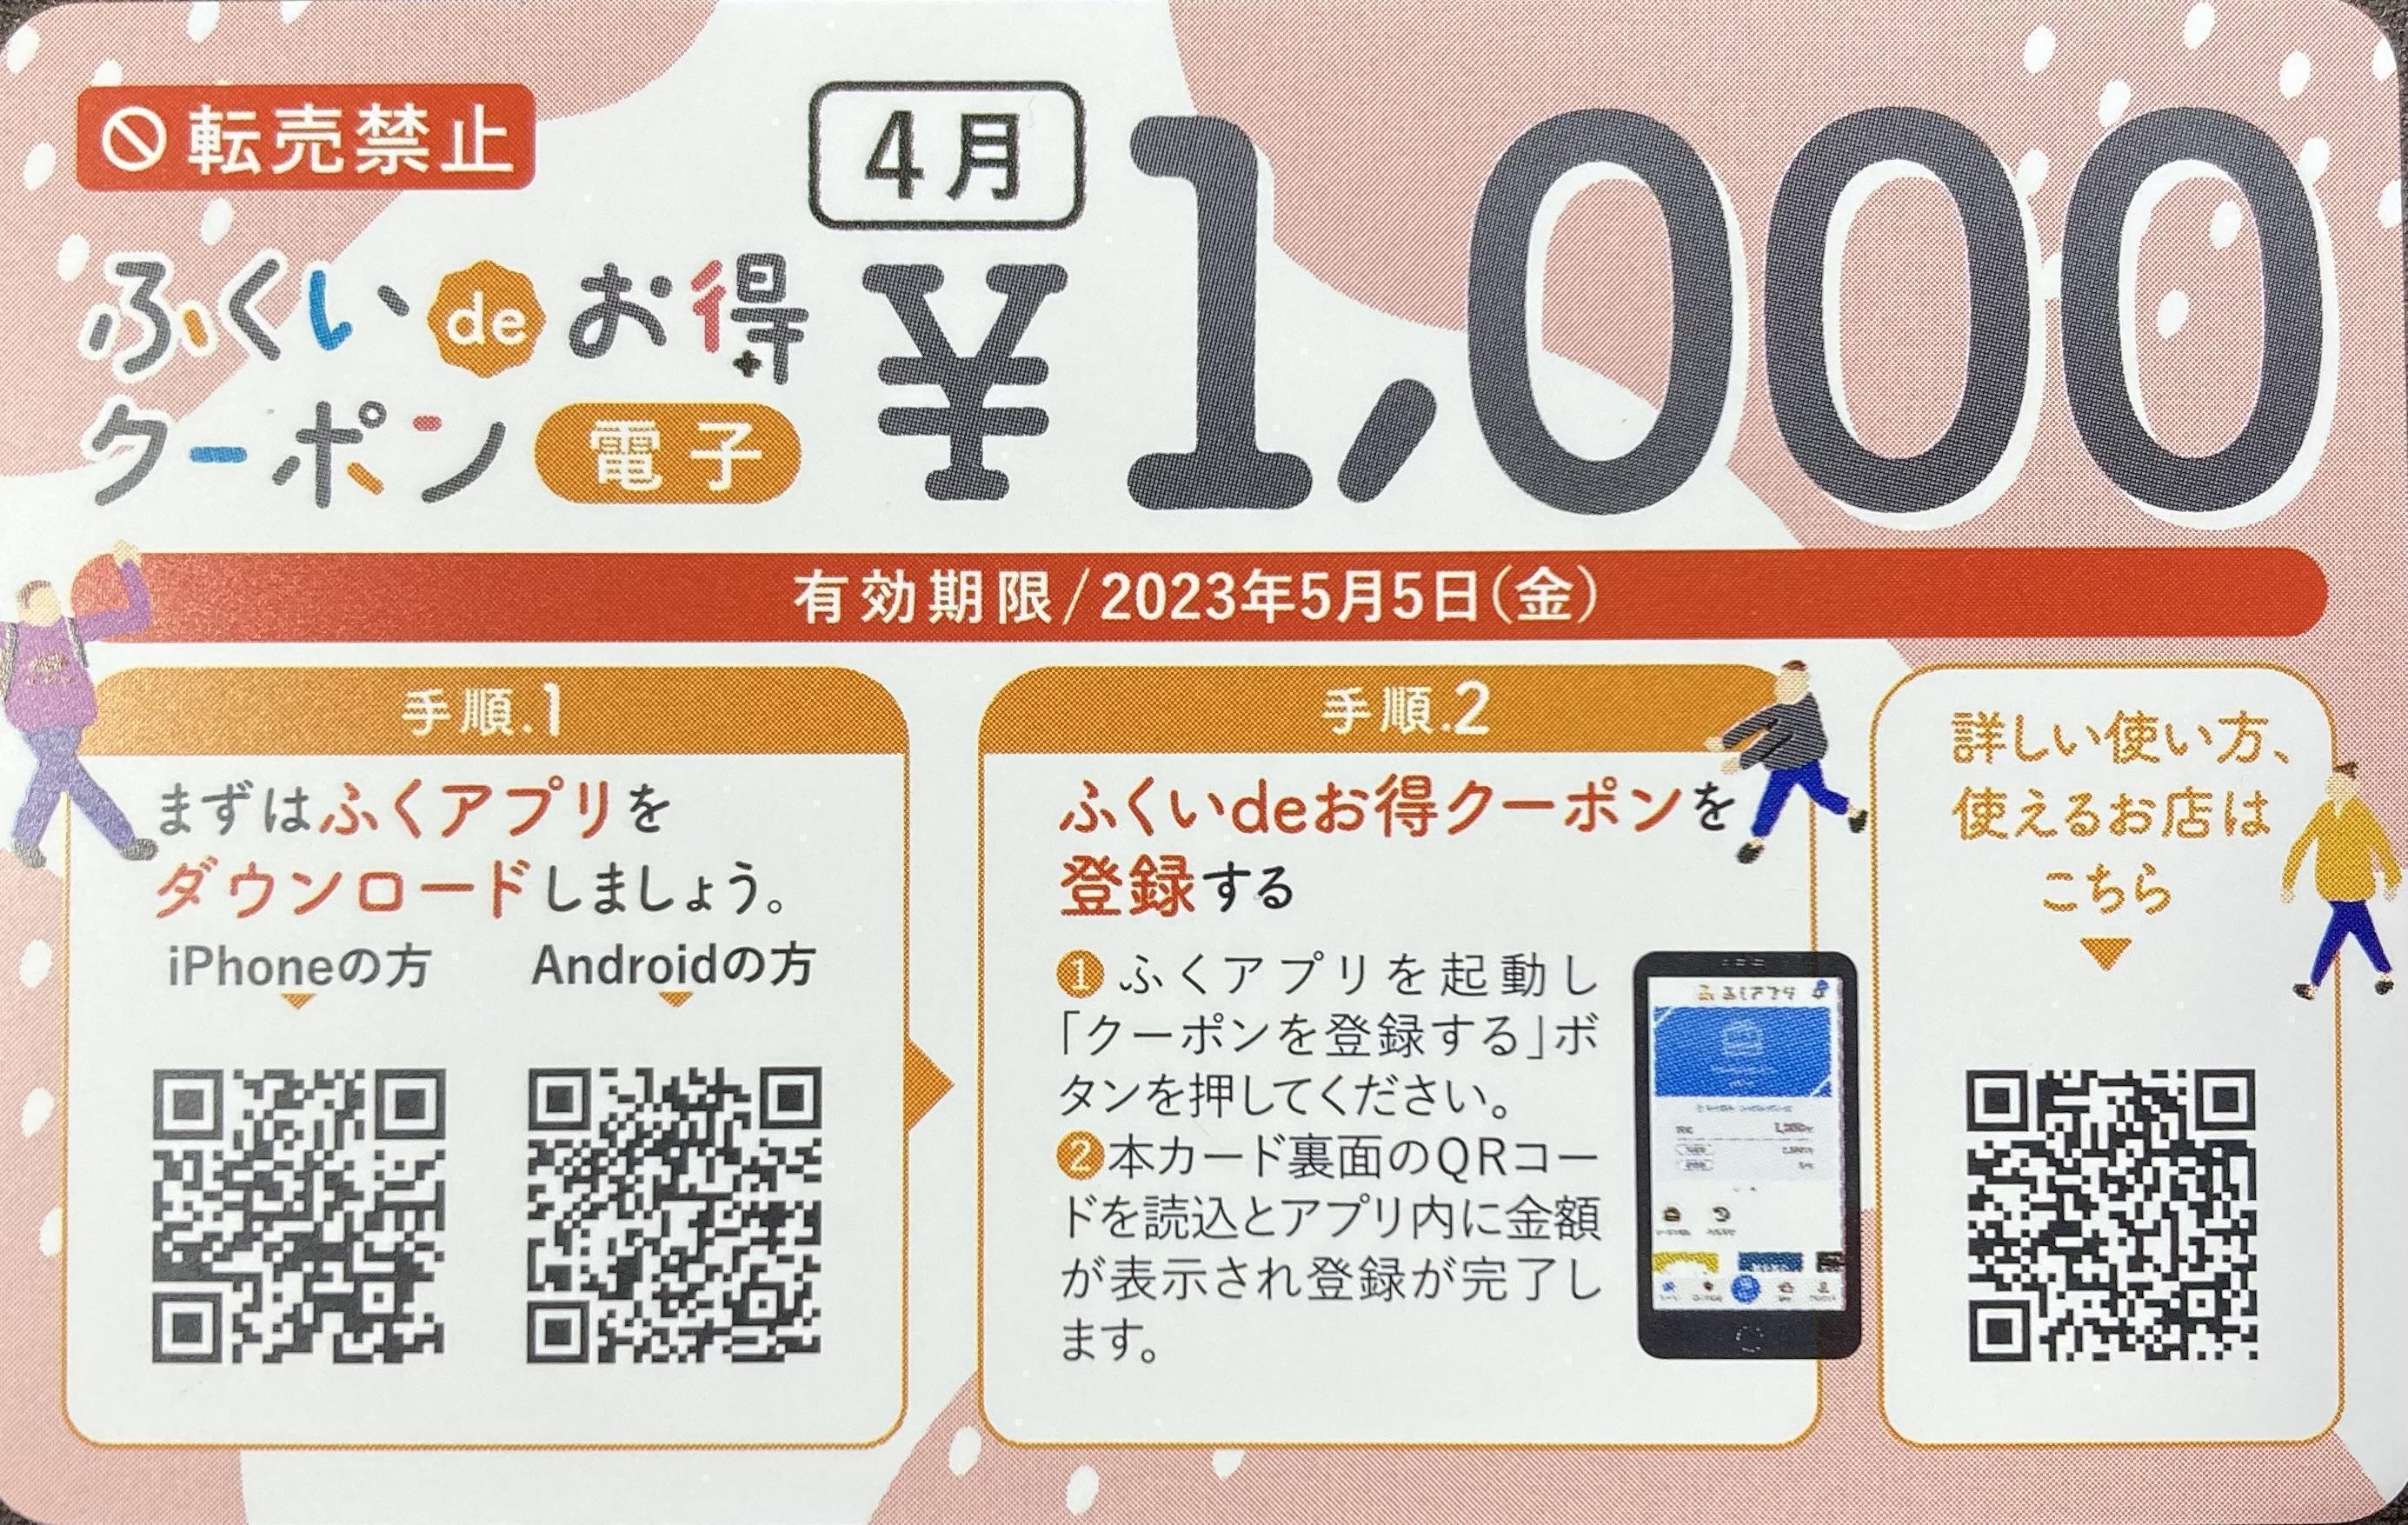 転売禁止
4月
ふくいdeお得
クーポン 電子
¥1,000
有効期限/2023年5月5日(金)
手順.1
まずはふくアプリを
ダウンロードしましょう。
iPhoneの方 Androidの方
手順.2
ふくいdeお得クーポンを
登録する
❶ふくアプリを起動し
「クーポンを登録する」ボ
タンを押してください。
❷本カード裏面のQRコー
ドを読込とアプリ内に金額
が表示され登録が完了し
ます。
詳しい使い方、
使えるお店は
こちら